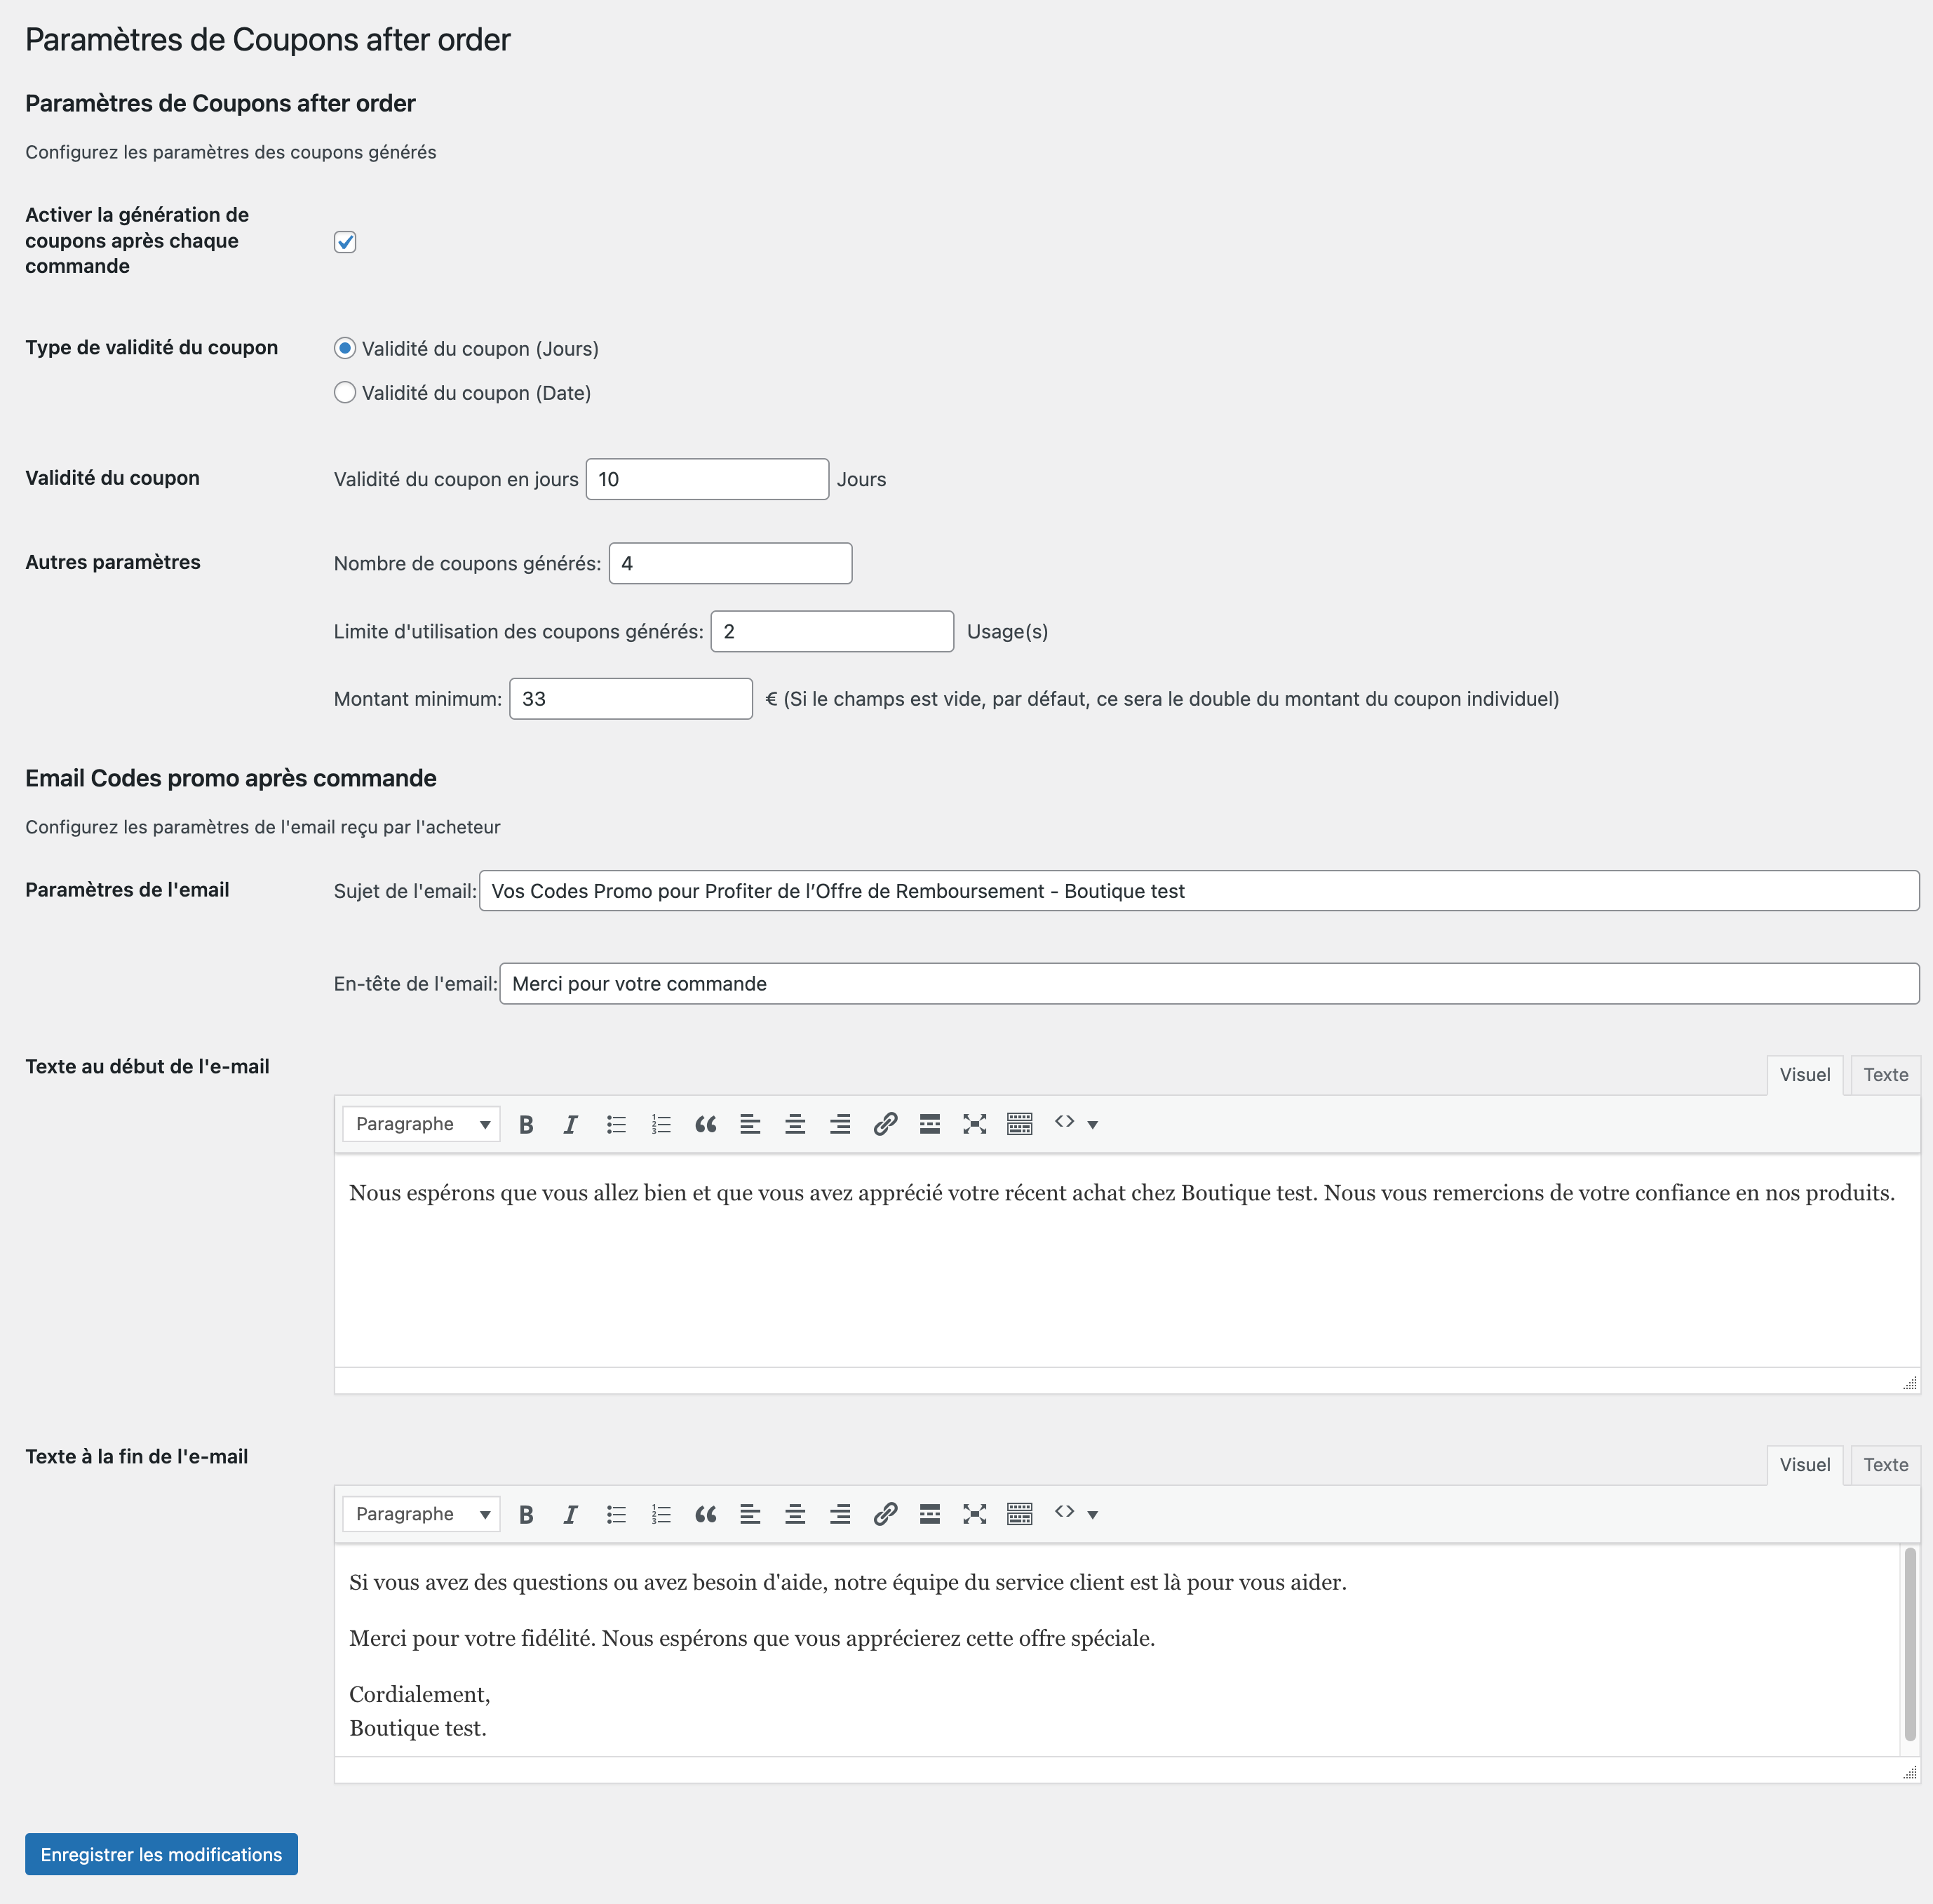 Paramètres de Coupons after order
Paramètres de Coupons after order
Configurez les paramètres des coupons générés
Activer la génération de
coupons après chaque
commande
Type de validité du coupon
Validité du coupon (Jours)
Validité du coupon (Date)
Validité du coupon
Validité du coupon en jours 10 Jours
Autres paramètres
Nombre de coupons générés: 4
Limite d'utilisation des coupons générés: 2 Usage(s)
Montant minimum: 33 € (Si le champs est vide, par défaut, ce sera le double du montant du coupon individuel)
Email Codes promo après commande
Configurez les paramètres de l'email reçu par l'acheteur
Paramètres de l'email
Sujet de l'email: Vos Codes Promo pour Profiter de l’Offre de Remboursement - Boutique test
En-tête de l'email: Merci pour votre commande
Texte au début de l'e-mail
Visuel Texte
Paragraphe
Nous espérons que vous allez bien et que vous avez apprécié votre récent achat chez Boutique test. Nous vous remercions de votre confiance en nos produits.
Texte à la fin de l'e-mail
Visuel Texte
Paragraphe
Si vous avez des questions ou avez besoin d'aide, notre équipe du service client est là pour vous aider.
Merci pour votre fidélité. Nous espérons que vous apprécierez cette offre spéciale.
Cordialement,
Boutique test.
Enregistrer les modifications